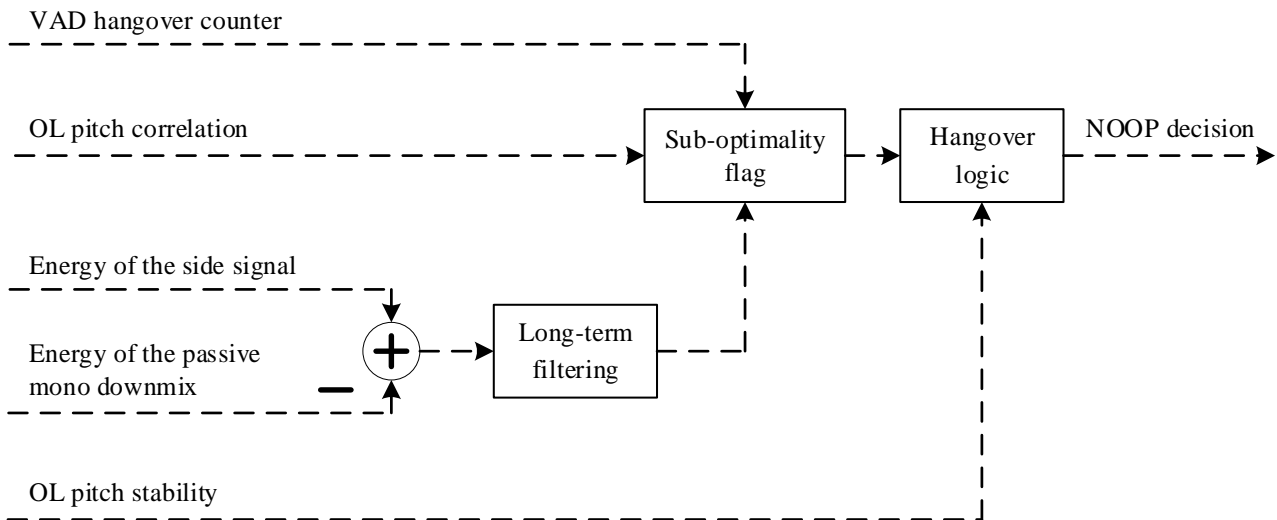 VAD hangover counter
OL pitch correlation
Sub-optimality
flag
Hangover
logic
NOOP decision
Energy of the side signal
Energy of the passive
mono downmix
+
−
Long-term
filtering
OL pitch stability